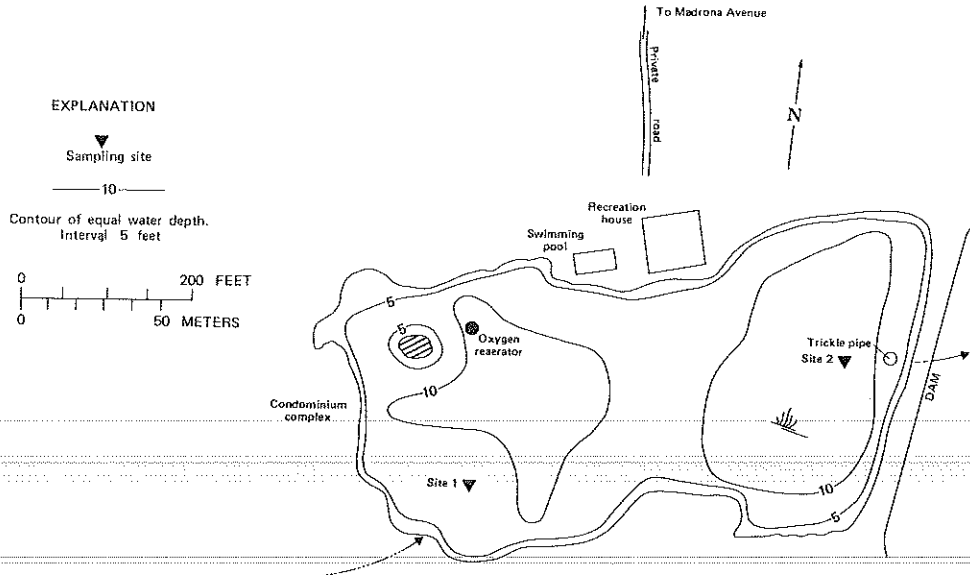 To Madrona Avenue
Private road
N
EXPLANATION
Sampling site
10
Contour of equal water depth.
Interval 5 feet
0 200 FEET
0 50 METERS
Recreation
house
Swimming
pool
5
5
Oxygen
reaerator
10
Condominium
complex
Site 1
Trickle pipe
Site 2
DAM
10
5